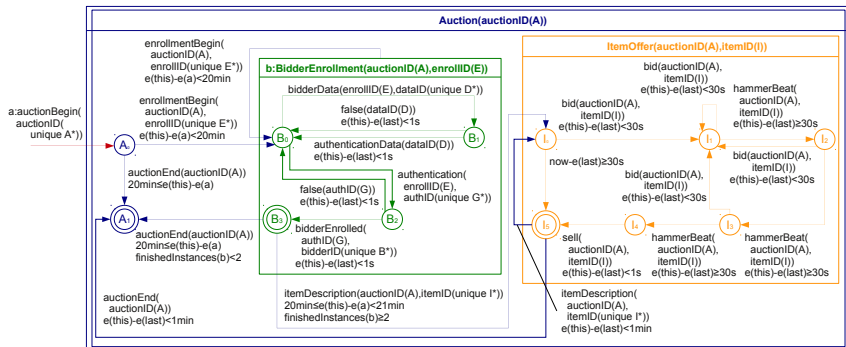 Auction(auctionID(A))
enrollmentBegin(
auctionID(A),
enrollID(unique E*))
e(this)-e(a)<20min
b:BidderEnrollment(auctionID(A),enrollID(E))
ItemOffer(auctionID(A),itemID(I))
bidderData(enrollID(E),dataID(unique D*))
false(dataID(D))
e(this)-e(last)<1s
authenticationData(dataID(D))
e(this)-e(last)<1s
B₀
B₁
a:auctionBegin(
auctionID(
unique A*))
enrollmentBegin(
auctionID(A),
enrollID(unique E*))
e(this)-e(a)<20min
auctionEnd(auctionID(A))
20min≤e(this)-e(a)
A₁
false(authID(G))
e(this)-e(last)<1s
authentication(
enrollID(E),
authID(unique G*))
B₃
B₂
bidderEnrolled(
authID(G),
bidderID(unique B*))
e(this)-e(last)<1s
auctionEnd(auctionID(A))
20min≤e(this)-e(a)
finishedInstances(b)<2
auctionEnd(
auctionID(A))
e(this)-e(last)<1min
itemDescription(auctionID(A),itemID(unique I*))
20min≤e(this)-e(a)<21min
finishedInstances(b)≥2
bid(auctionID(A),
itemID(I))
e(this)-e(last)<30s
bid(auctionID(A),
itemID(I))
e(this)-e(last)<30s
hammerBeat(
auctionID(A),
itemID(I))
e(this)-e(last)≥30s
I₁
I₂
now-e(last)≥30s
bid(auctionID(A),
itemID(I))
e(this)-e(last)<30s
bid(auctionID(A),
itemID(I))
e(this)-e(last)<30s
I₅
I₄
I₃
sell(
auctionID(A),
itemID(I))
e(this)-e(last)<1s
hammerBeat(
auctionID(A),
itemID(I))
e(this)-e(last)≥30s
hammerBeat(
auctionID(A),
itemID(I))
e(this)-e(last)≥30s
itemDescription(
auctionID(A),
itemID(unique I*))
e(this)-e(last)<1min